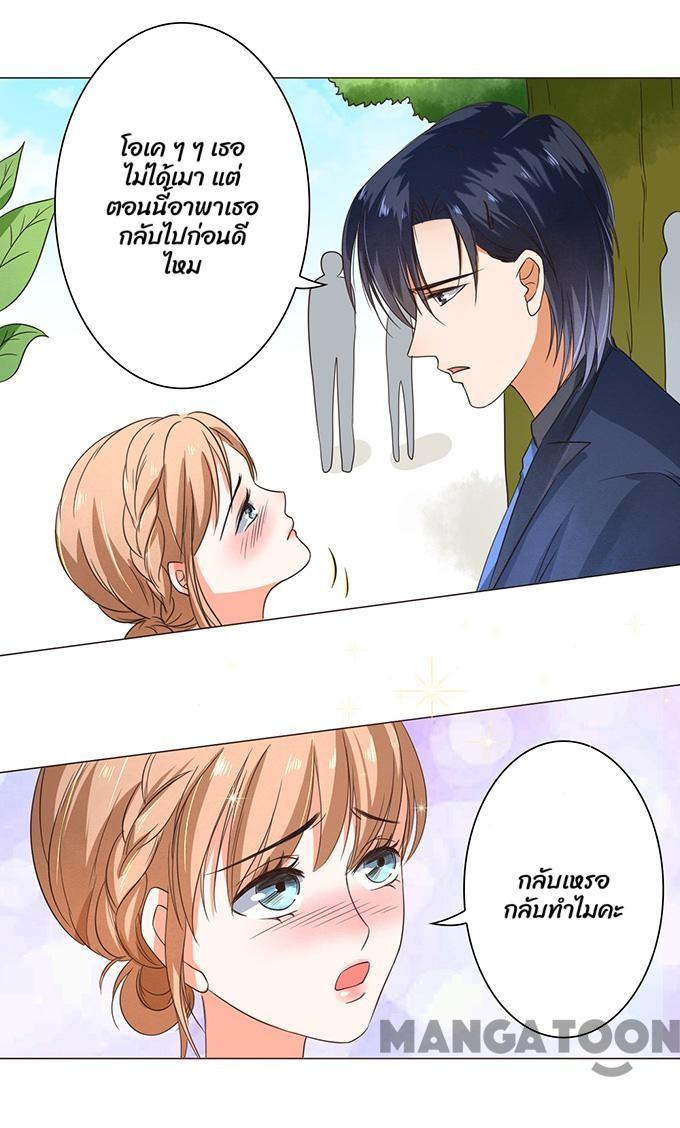 โอเค ๆ ๆ เธอ
ไม่ได้เมา แต่
ตอนนี้อาพาเธอ
กลับไปก่อนดี
ไหม
กลับเหรอ
กลับทำไมคะ
MANGATOON